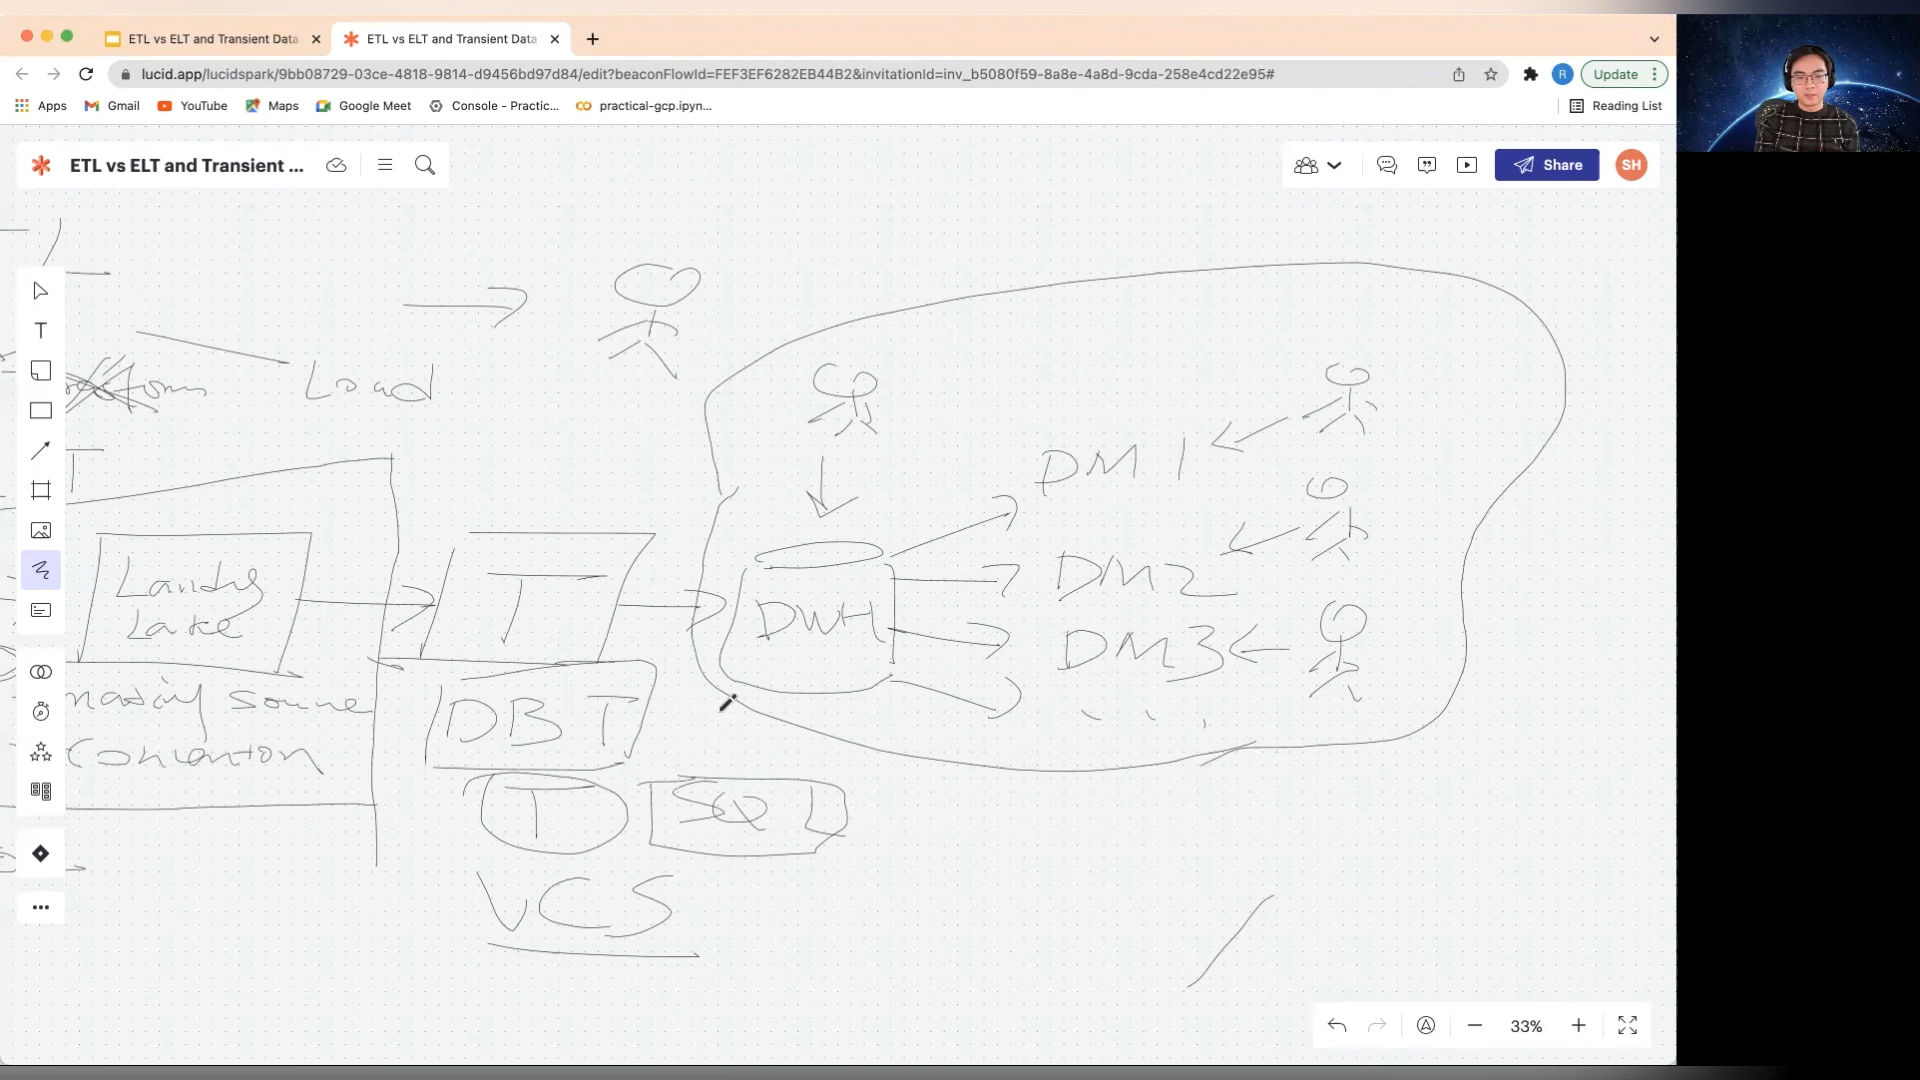 ETL vs ELT and Transient Data
ETL vs ELT and Transient Data
lucid.app/lucidspark/9bb08729-03ce-4818-9814-d9456bd97d84/edit?beaconFlowId=FEF3EF6282EB44B2&invitationId=inv_b5080f59-8a8e-4a8d-9cda-258e4cd22e95#
R
Update
Apps
Gmail
YouTube
Maps
Google Meet
Console - Practic...
practical-gcp.ipyn...
Reading List
ETL vs ELT and Transient ...
Share
SH
T
Load
DM 1
T
Landing
Lake
T
DWH
DM2
DM3
...
source
DBT
T
SQL
VCS
33%